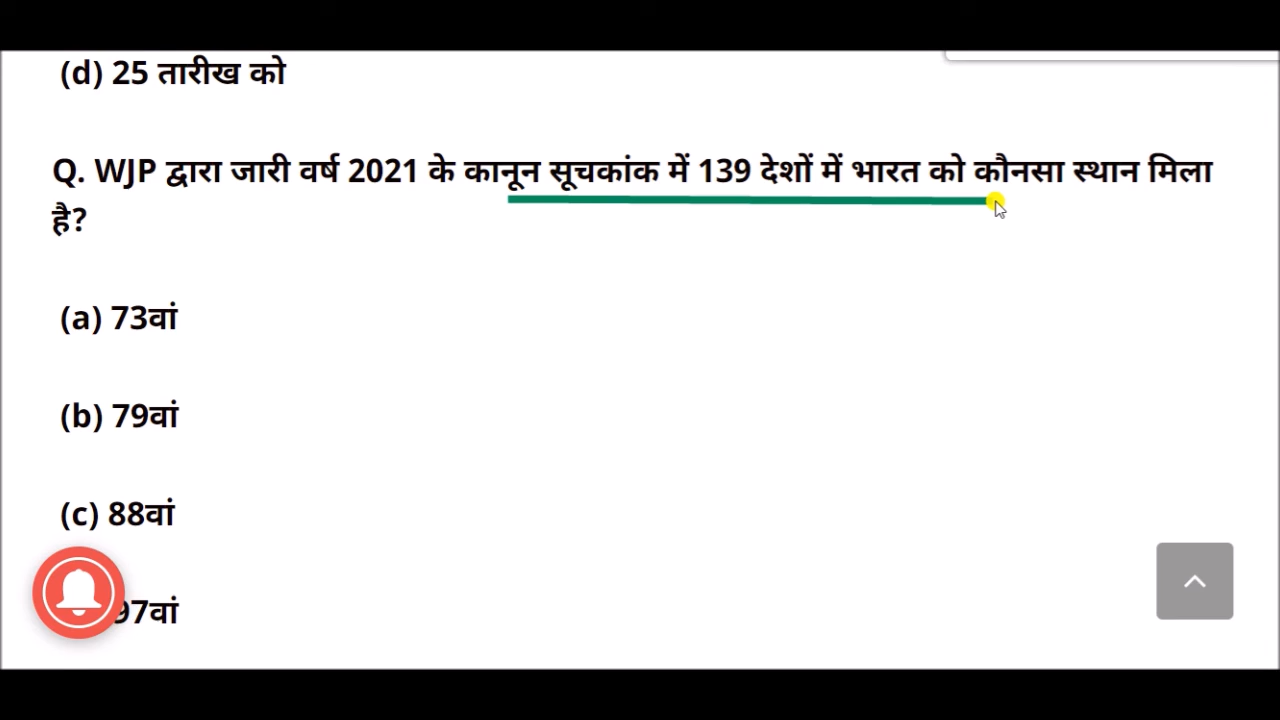 (d) 25 तारीख को
Q. WJP द्वारा जारी वर्ष 2021 के कानून सूचकांक में 139 देशों में भारत को कौनसा स्थान मिला
है?
(a) 73वां
(b) 79वां
(c) 88वां
97वां